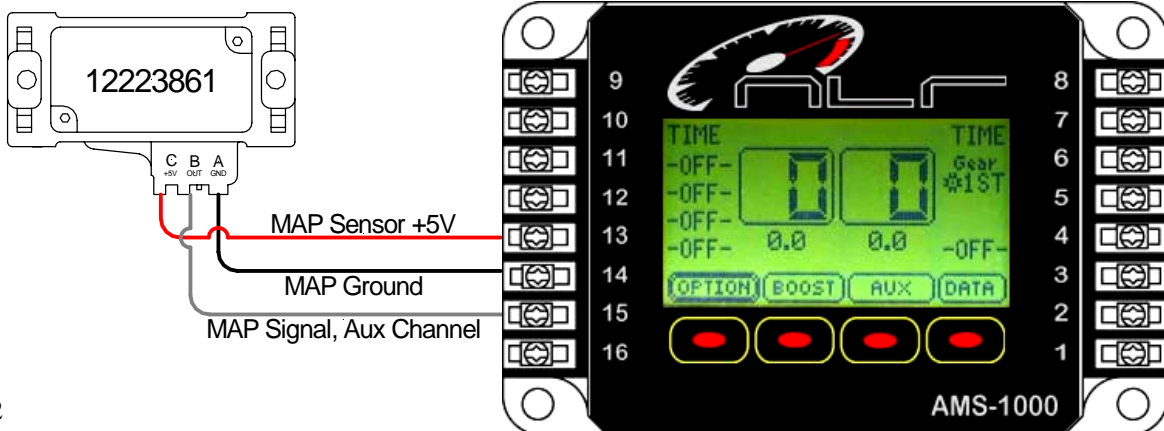 12223861
C B A
+5V OUT GND
MAP Sensor +5V
MAP Ground
MAP Signal, Aux Channel
2
9
10
11
12
13
14
15
16
8
7
6
5
4
3
2
1
NLR
TIME TIME
-OFF-
-OFF-
-OFF-
-OFF-
0 0
0.0 0.0
Gear
1ST
-OFF-
OPTION BOOST AUX DATA
AMS-1000